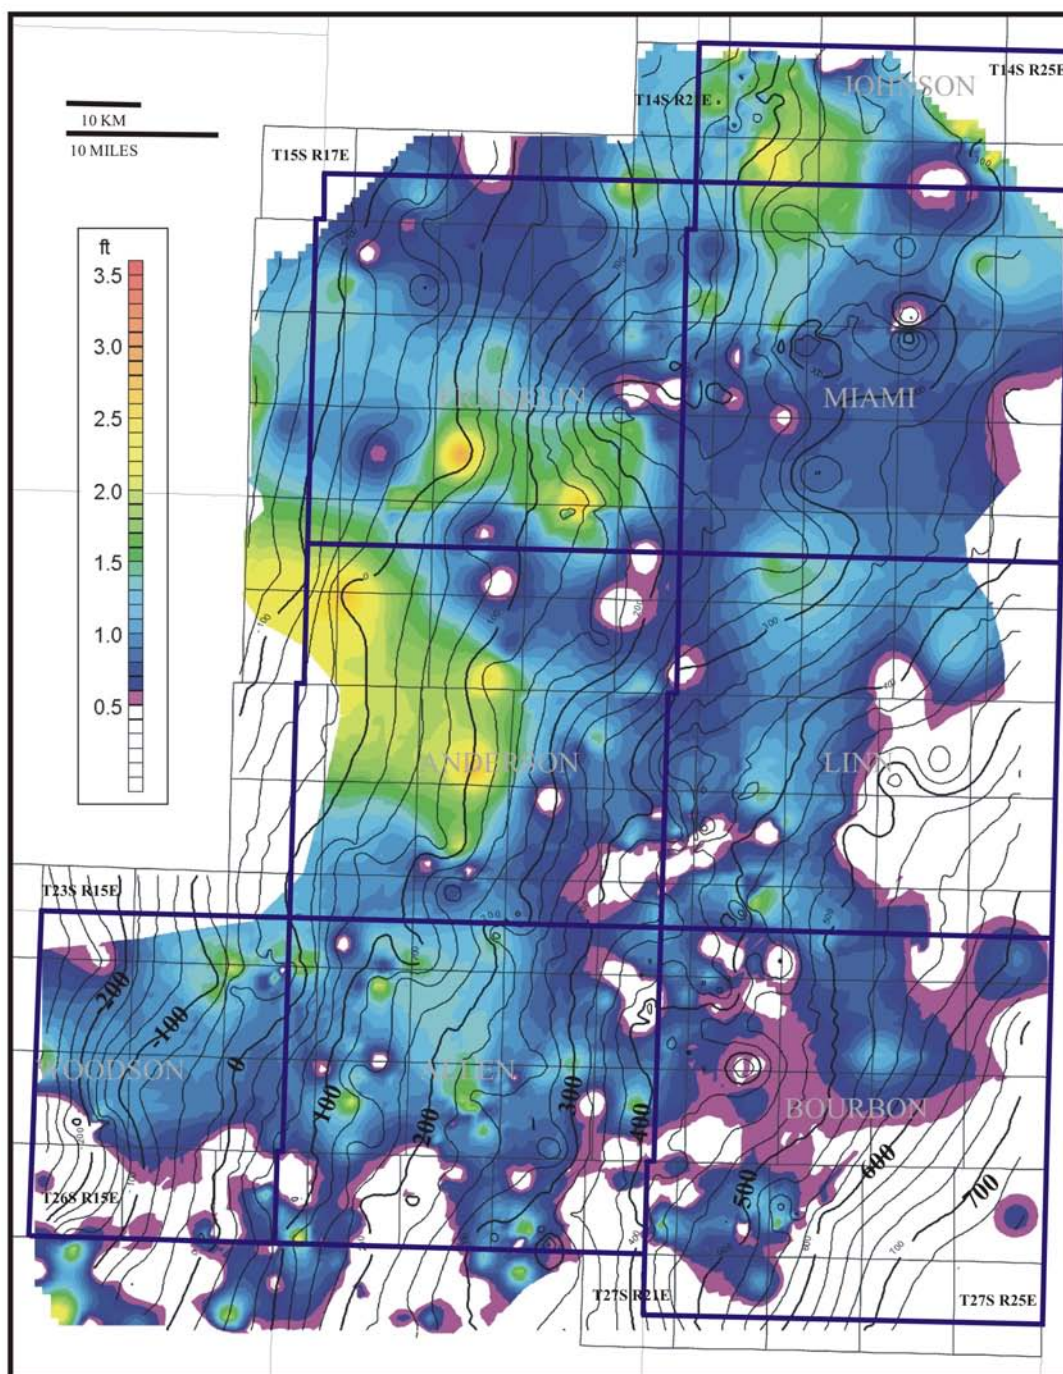 JOHNSON
T14S R25E
T14S R21E
10 KM
10 MILES
T15S R17E
ft
3.5
3.0
2.5
2.0
1.5
1.0
0.5
FRANKLIN
MIAMI
ANDERSON
LINN
T23S R15E
200
-100
0
WOODSON
ALLEN
100
200
300
400
BOURBON
500
600
700
T26S R15E
T27S R21E
T27S R25E